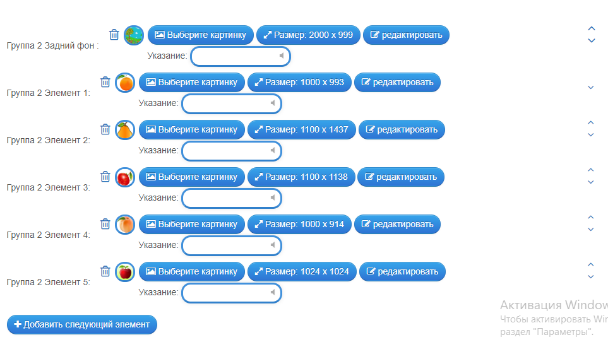 Группа 2 Задний фон : Выберите картинку Размер: 2000 x 999 редактировать
Указание:
Группа 2 Элемент 1: Выберите картинку Размер: 1000 x 993 редактировать
Указание:
Группа 2 Элемент 2: Выберите картинку Размер: 1100 x 1437 редактировать
Указание:
Группа 2 Элемент 3: Выберите картинку Размер: 1100 x 1138 редактировать
Указание:
Группа 2 Элемент 4: Выберите картинку Размер: 1000 x 914 редактировать
Указание:
Группа 2 Элемент 5: Выберите картинку Размер: 1024 x 1024 редактировать
Указание:
+ Добавить следующий элемент
Активация Window
Чтобы активировать Win
раздел "Параметры".